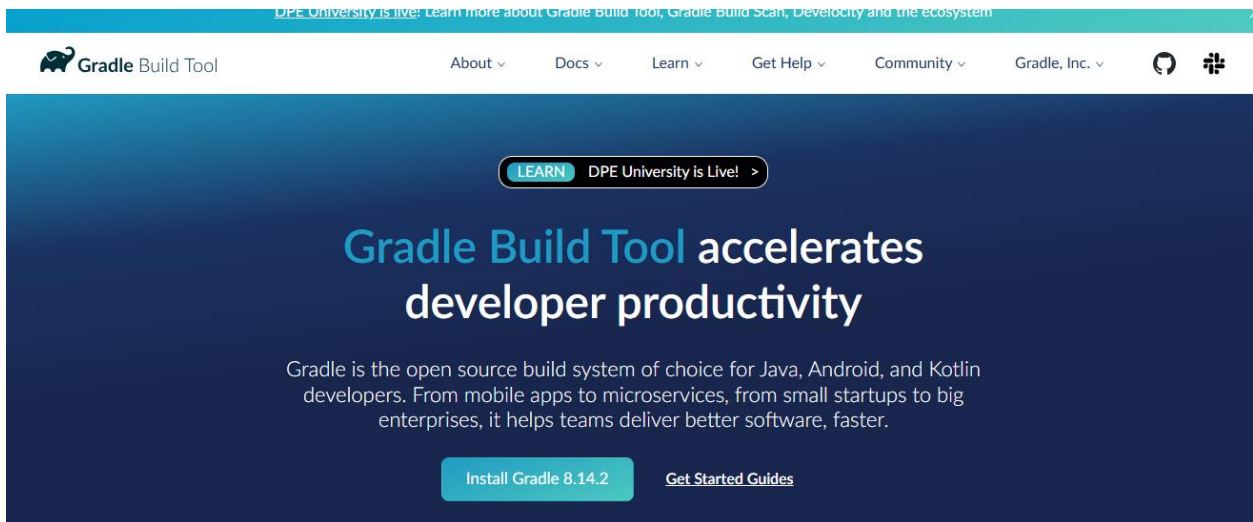 DPE University is live! Learn more about Gradle Build Tool, Gradle Build Scan, Develocity and the ecosystem
Gradle Build Tool
About
Docs
Learn
Get Help
Community
Gradle, Inc.
LEARN DPE University is Live! >
Gradle Build Tool accelerates
developer productivity
Gradle is the open source build system of choice for Java, Android, and Kotlin
developers. From mobile apps to microservices, from small startups to big
enterprises, it helps teams deliver better software, faster.
Install Gradle 8.14.2
Get Started Guides